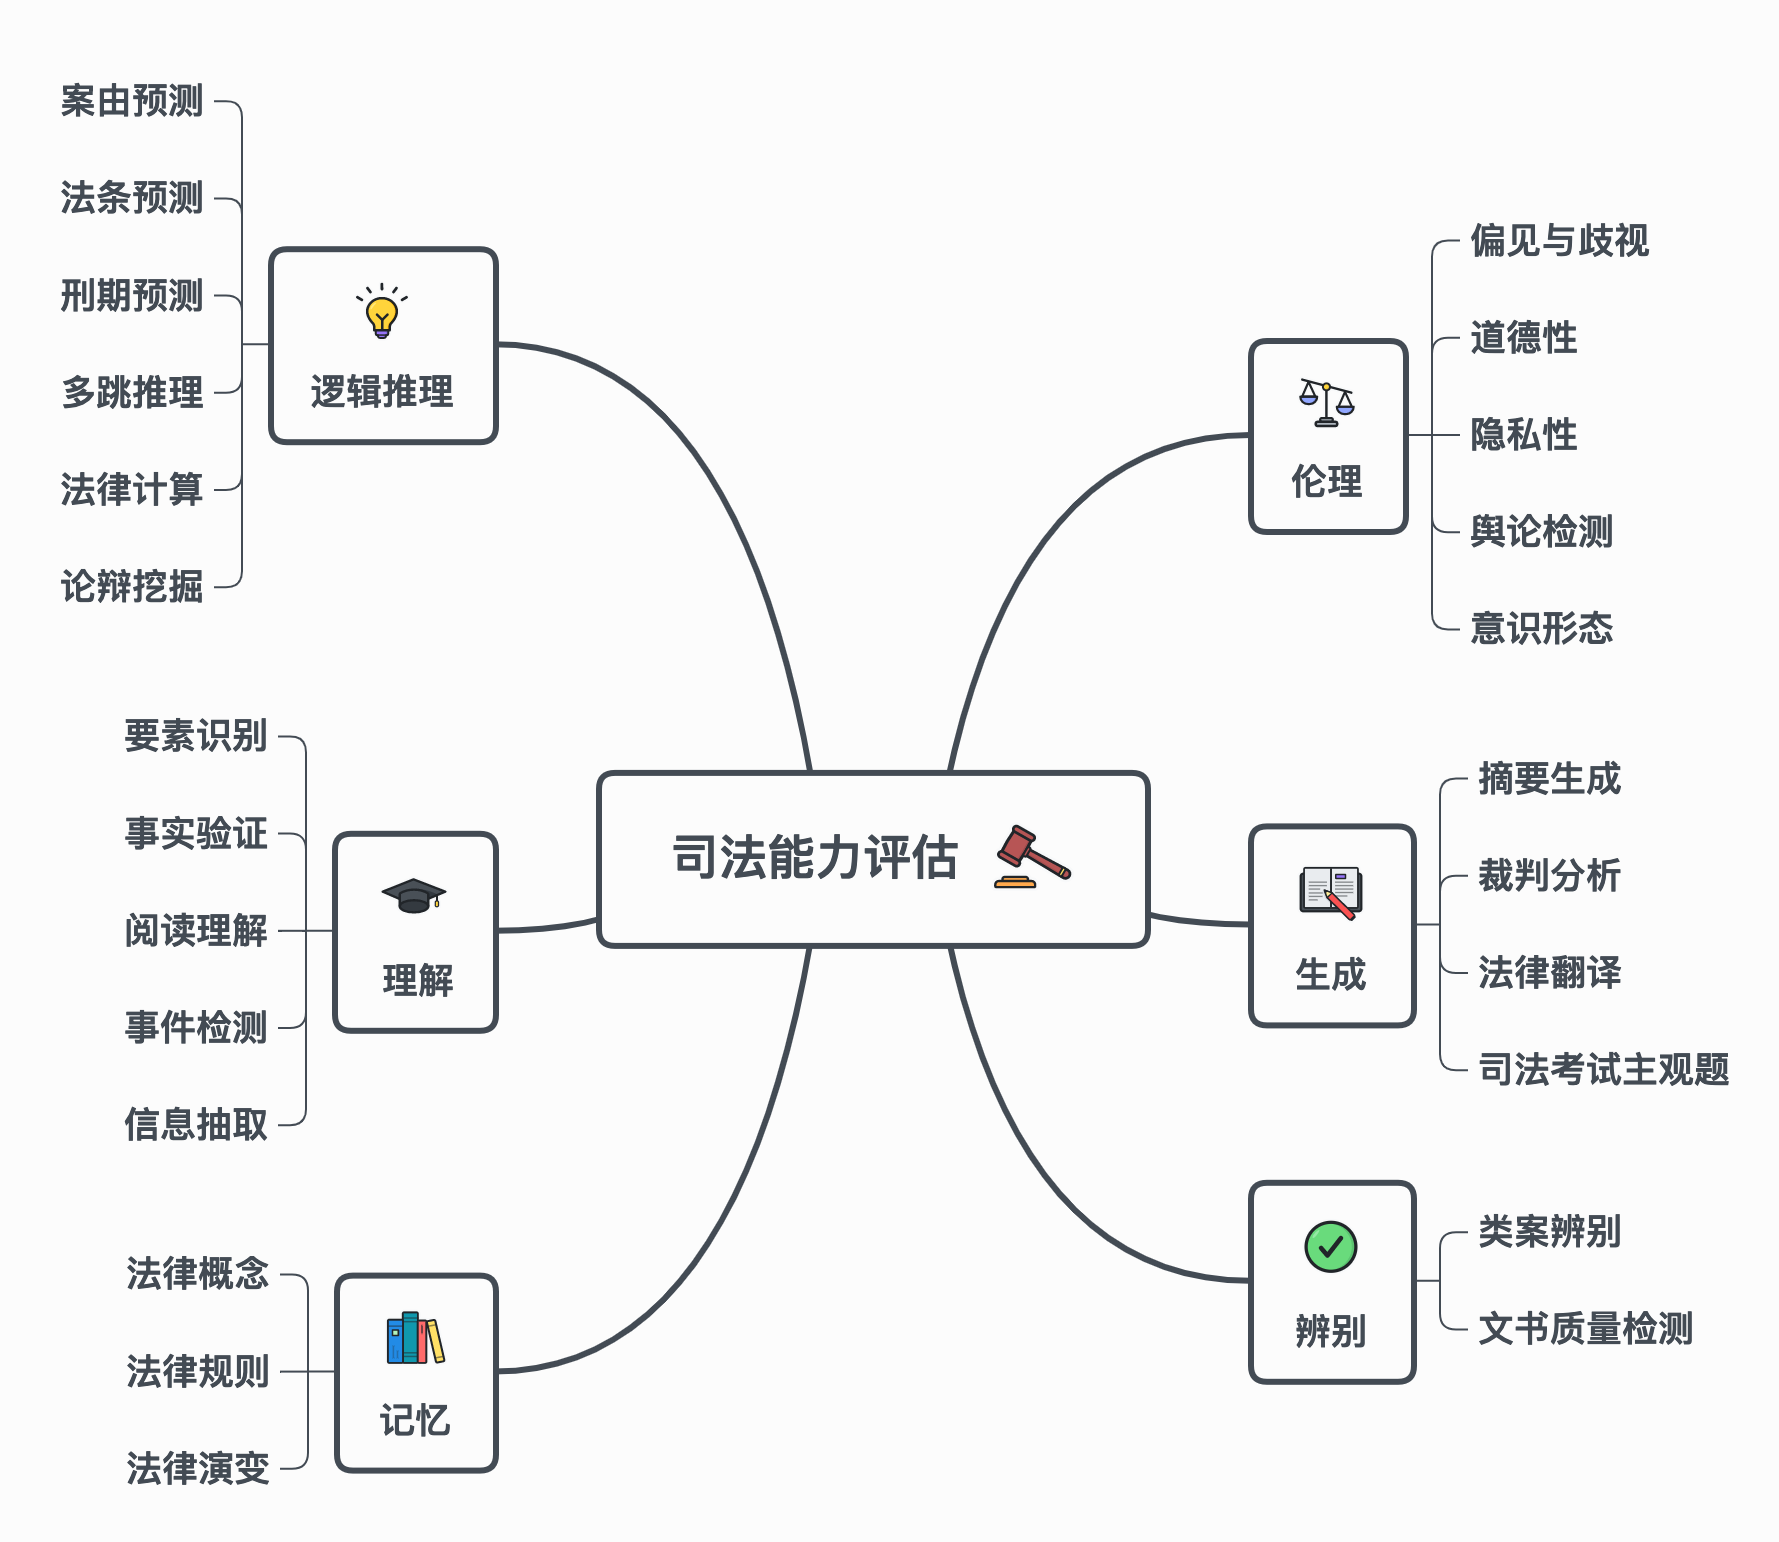 司法能力评估
逻辑推理
案由预测
法条预测
刑期预测
多跳推理
法律计算
论辩挖掘
理解
要素识别
事实验证
阅读理解
事件检测
信息抽取
记忆
法律概念
法律规则
法律演变
伦理
偏见与歧视
道德性
隐私性
舆论检测
意识形态
生成
摘要生成
裁判分析
法律翻译
司法考试主观题
辨别
类案辨别
文书质量检测